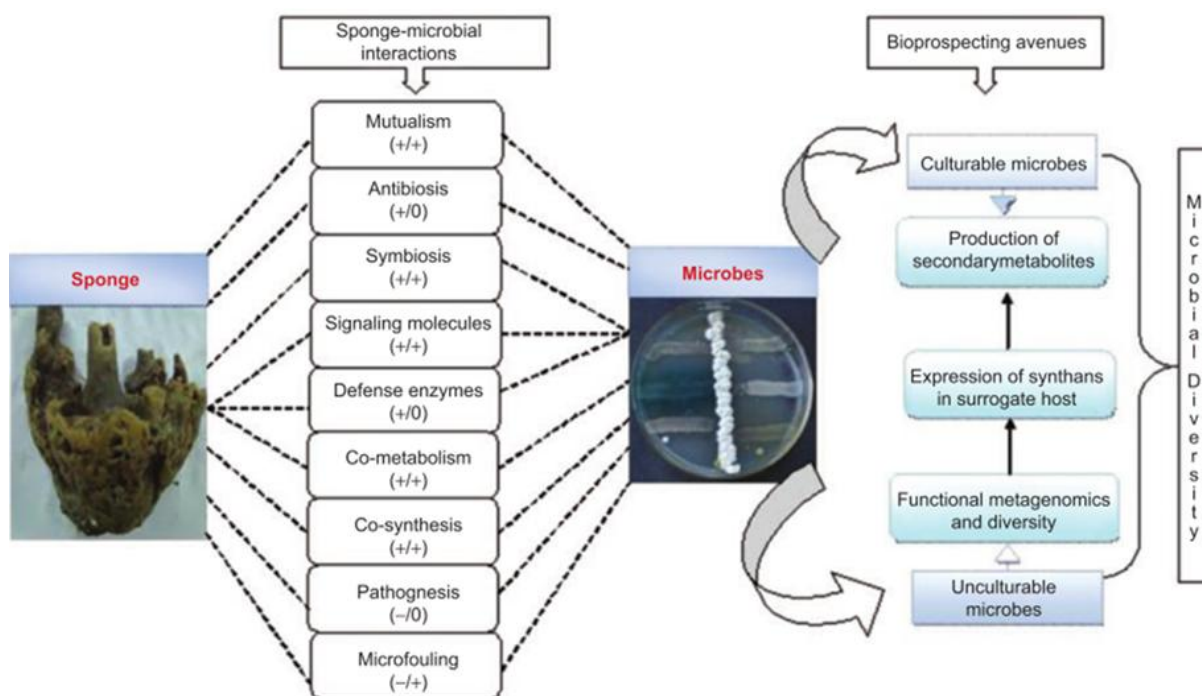 Sponge-microbial
interactions
Bioprospecting avenues
Mutualism
(+/+)
Antibiosis
(+/0)
Symbiosis
(+/+)
Signaling molecules
(+/+)
Defense enzymes
(+/0)
Co-metabolism
(+/+)
Co-synthesis
(+/+)
Pathognesis
(–/0)
Microfouling
(–/+)
Sponge
Microbes
Culturable microbes
Production of
secondarymetabolites
Expression of synthans
in surrogate host
Functional metagenomics
and diversity
Unculturable
microbes
Microbial Diversity